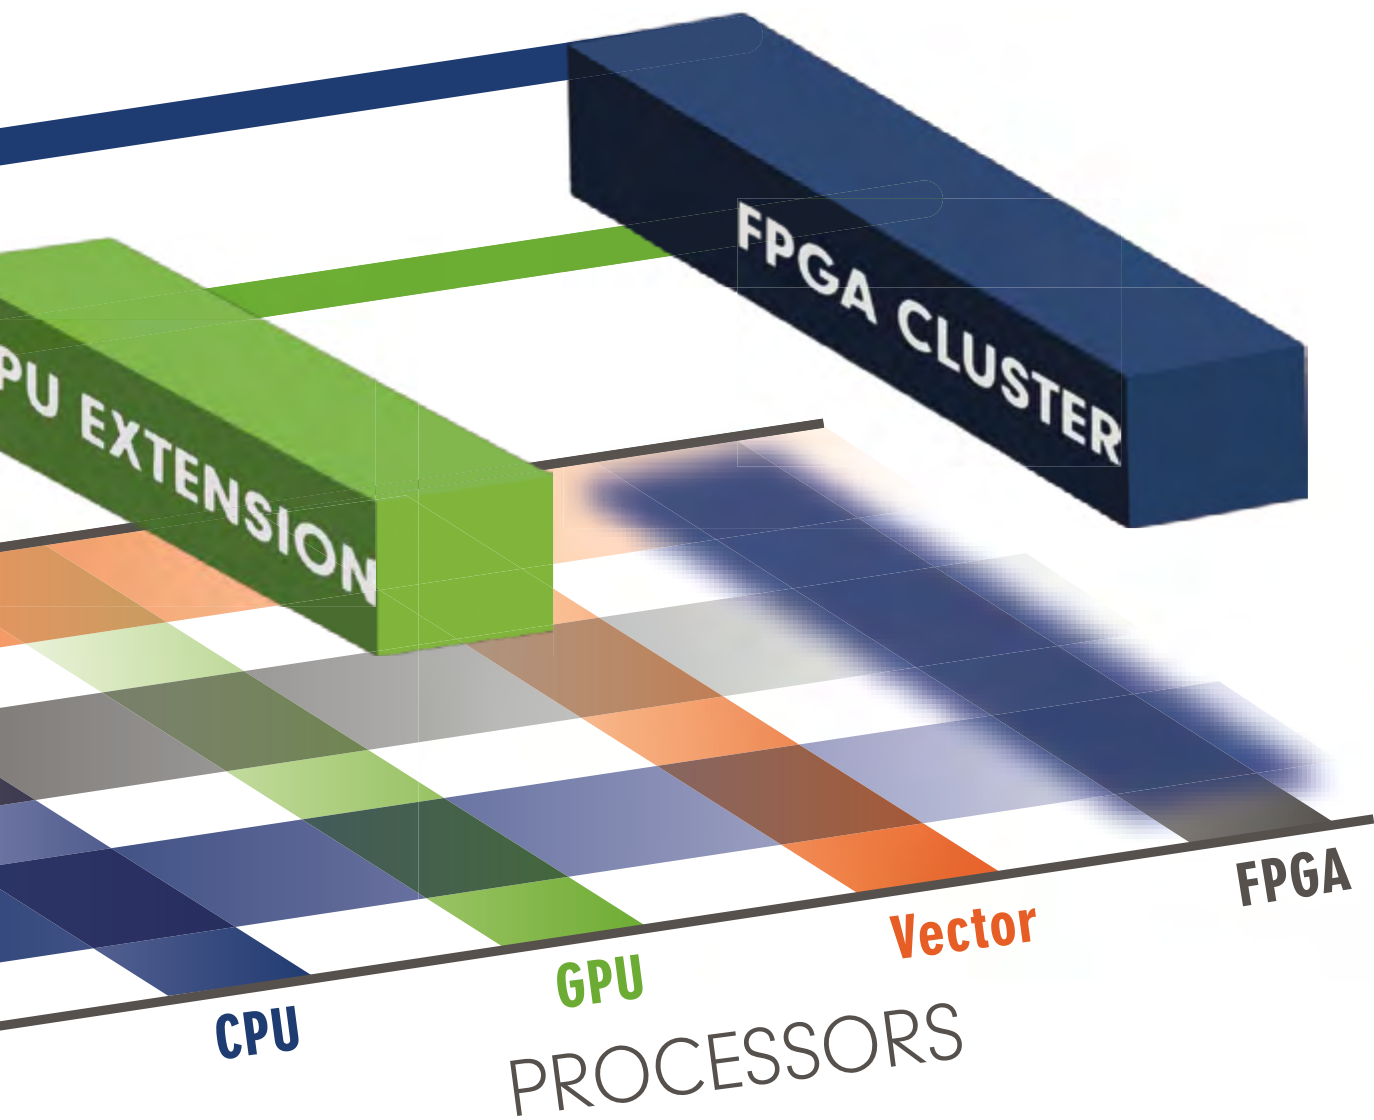 FPGA CLUSTER
PU EXTENSION
FPGA
Vector
GPU
CPU
PROCESSORS